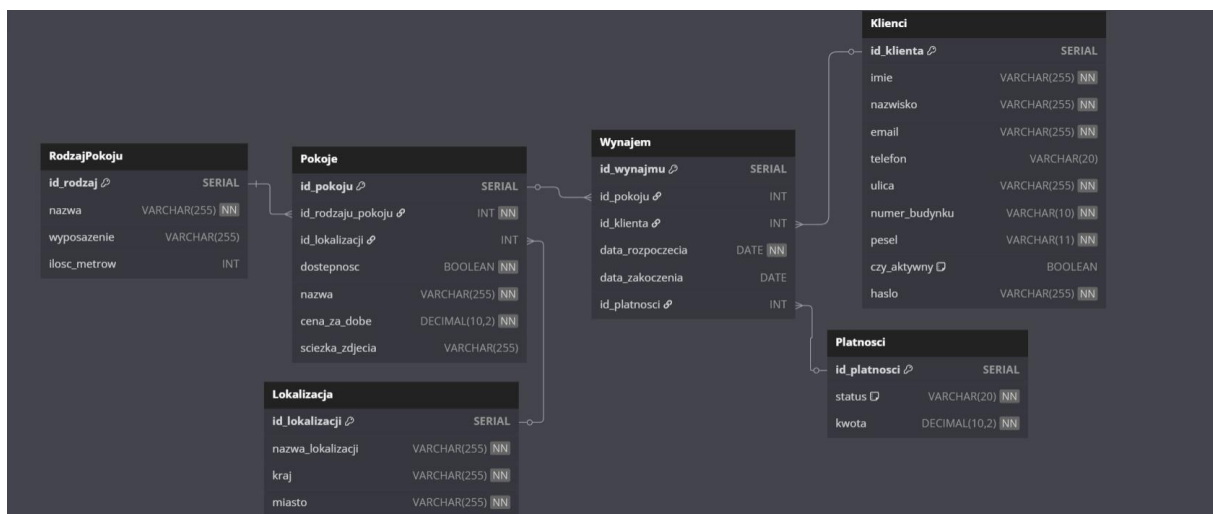 RodzajPokoju
id_rodzaj SERIAL
nazwa VARCHAR(255) NN
wyposazenie VARCHAR(255)
ilosc_metrow INT
Pokoje
id_pokoju SERIAL
id_rodzaju_pokoju INT NN
id_lokalizacji INT
dostepnosc BOOLEAN NN
nazwa VARCHAR(255) NN
cena_za_dobe DECIMAL(10,2) NN
sciezka_zdjecia VARCHAR(255)
Lokalizacja
id_lokalizacji SERIAL
nazwa_lokalizacji VARCHAR(255) NN
kraj VARCHAR(255) NN
miasto VARCHAR(255) NN
Wynajem
id_wynajmu SERIAL
id_pokoju INT
id_klienta INT
data_rozpoczecia DATE NN
data_zakoczenia DATE
id_platnosci INT
Klienci
id_klienta SERIAL
imie VARCHAR(255) NN
nazwisko VARCHAR(255) NN
email VARCHAR(255) NN
telefon VARCHAR(20)
ulica VARCHAR(255) NN
numer_budynku VARCHAR(10) NN
pesel VARCHAR(11) NN
czy_aktywny BOOLEAN
haslo VARCHAR(255) NN
Platnosci
id_platnosci SERIAL
status VARCHAR(20) NN
kwota DECIMAL(10,2) NN